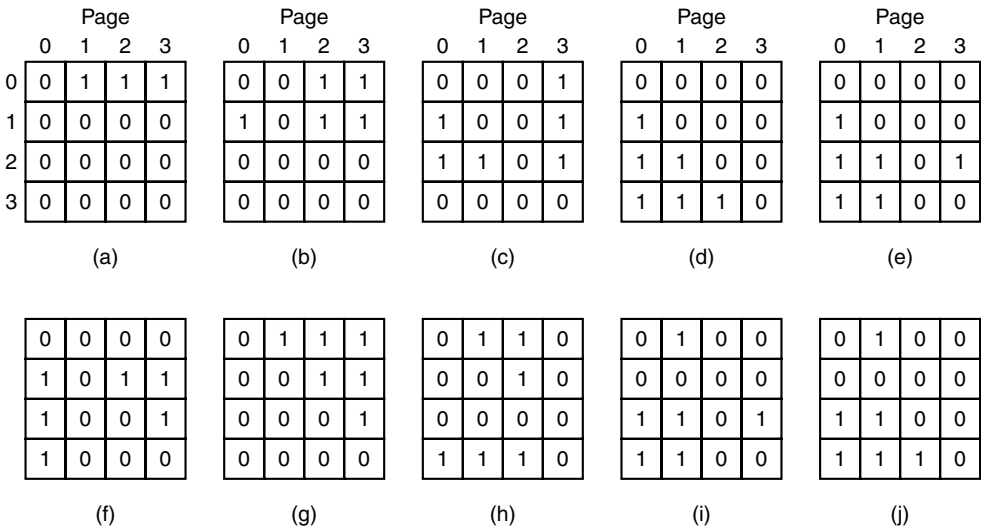 Page Page Page Page Page
0 1 2 3 0 1 2 3 0 1 2 3 0 1 2 3 0 1 2 3
0 0 1 1 1 0 0 1 1 0 0 0 1 0 0 0 0 0 0 0 0
1 0 0 0 0 1 0 1 1 1 0 0 1 1 0 0 0 1 0 0 0
2 0 0 0 0 0 0 0 0 1 1 0 1 1 1 0 0 1 1 0 1
3 0 0 0 0 0 0 0 0 0 0 0 0 1 1 1 0 1 1 0 0
(a) (b) (c) (d) (e)
0 0 0 0 0 1 1 1 0 1 1 0 0 1 0 0 0 1 0 0
1 0 1 1 0 0 1 1 0 0 1 0 0 0 0 0 0 0 0 0
1 0 0 1 0 0 0 1 0 0 0 0 1 1 0 1 1 1 0 0
1 0 0 0 0 0 0 0 1 1 1 0 1 1 0 0 1 1 1 0
(f) (g) (h) (i) (j)